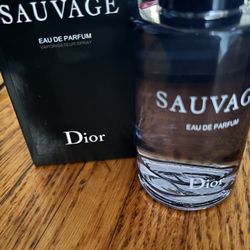 SAUVAGE
EAU DE PARFUM
VAPORISATEUR SPRAY
Dior
SAUVAG
EAU DE PARFUM
Dior